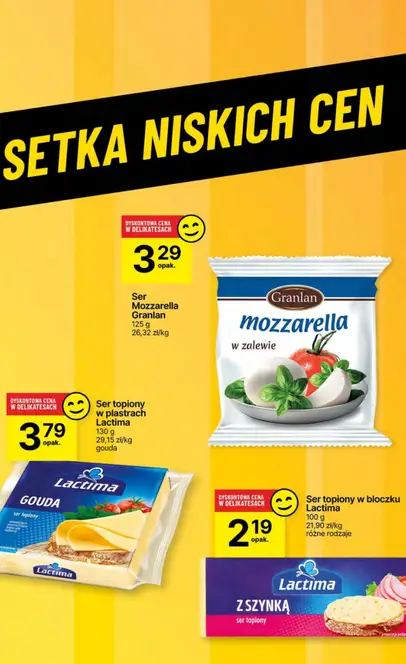 SETKA NISKICH CEN
DYSKONTOWA CENA
W DELIKATESACH
3 29
opak.
Ser
Mozzarella
Granlan
125 g
26,32 zł/kg
Granlan
mozzarella
w zalewie
DYSKONTOWA CENA
W DELIKATESACH
3 79
opak.
Ser topiony
w plastrach
Lactima
130 g
29,15 zł/kg
gouda
Lactima
GOUDA
ser topiony
Lactima
DYSKONTOWA CENA
W DELIKATESACH
2 19
opak.
Ser topiony w bloczku
Lactima
100 g
21,90 zł/kg
różne rodzaje
Lactima
Z SZYNKĄ
ser topiony